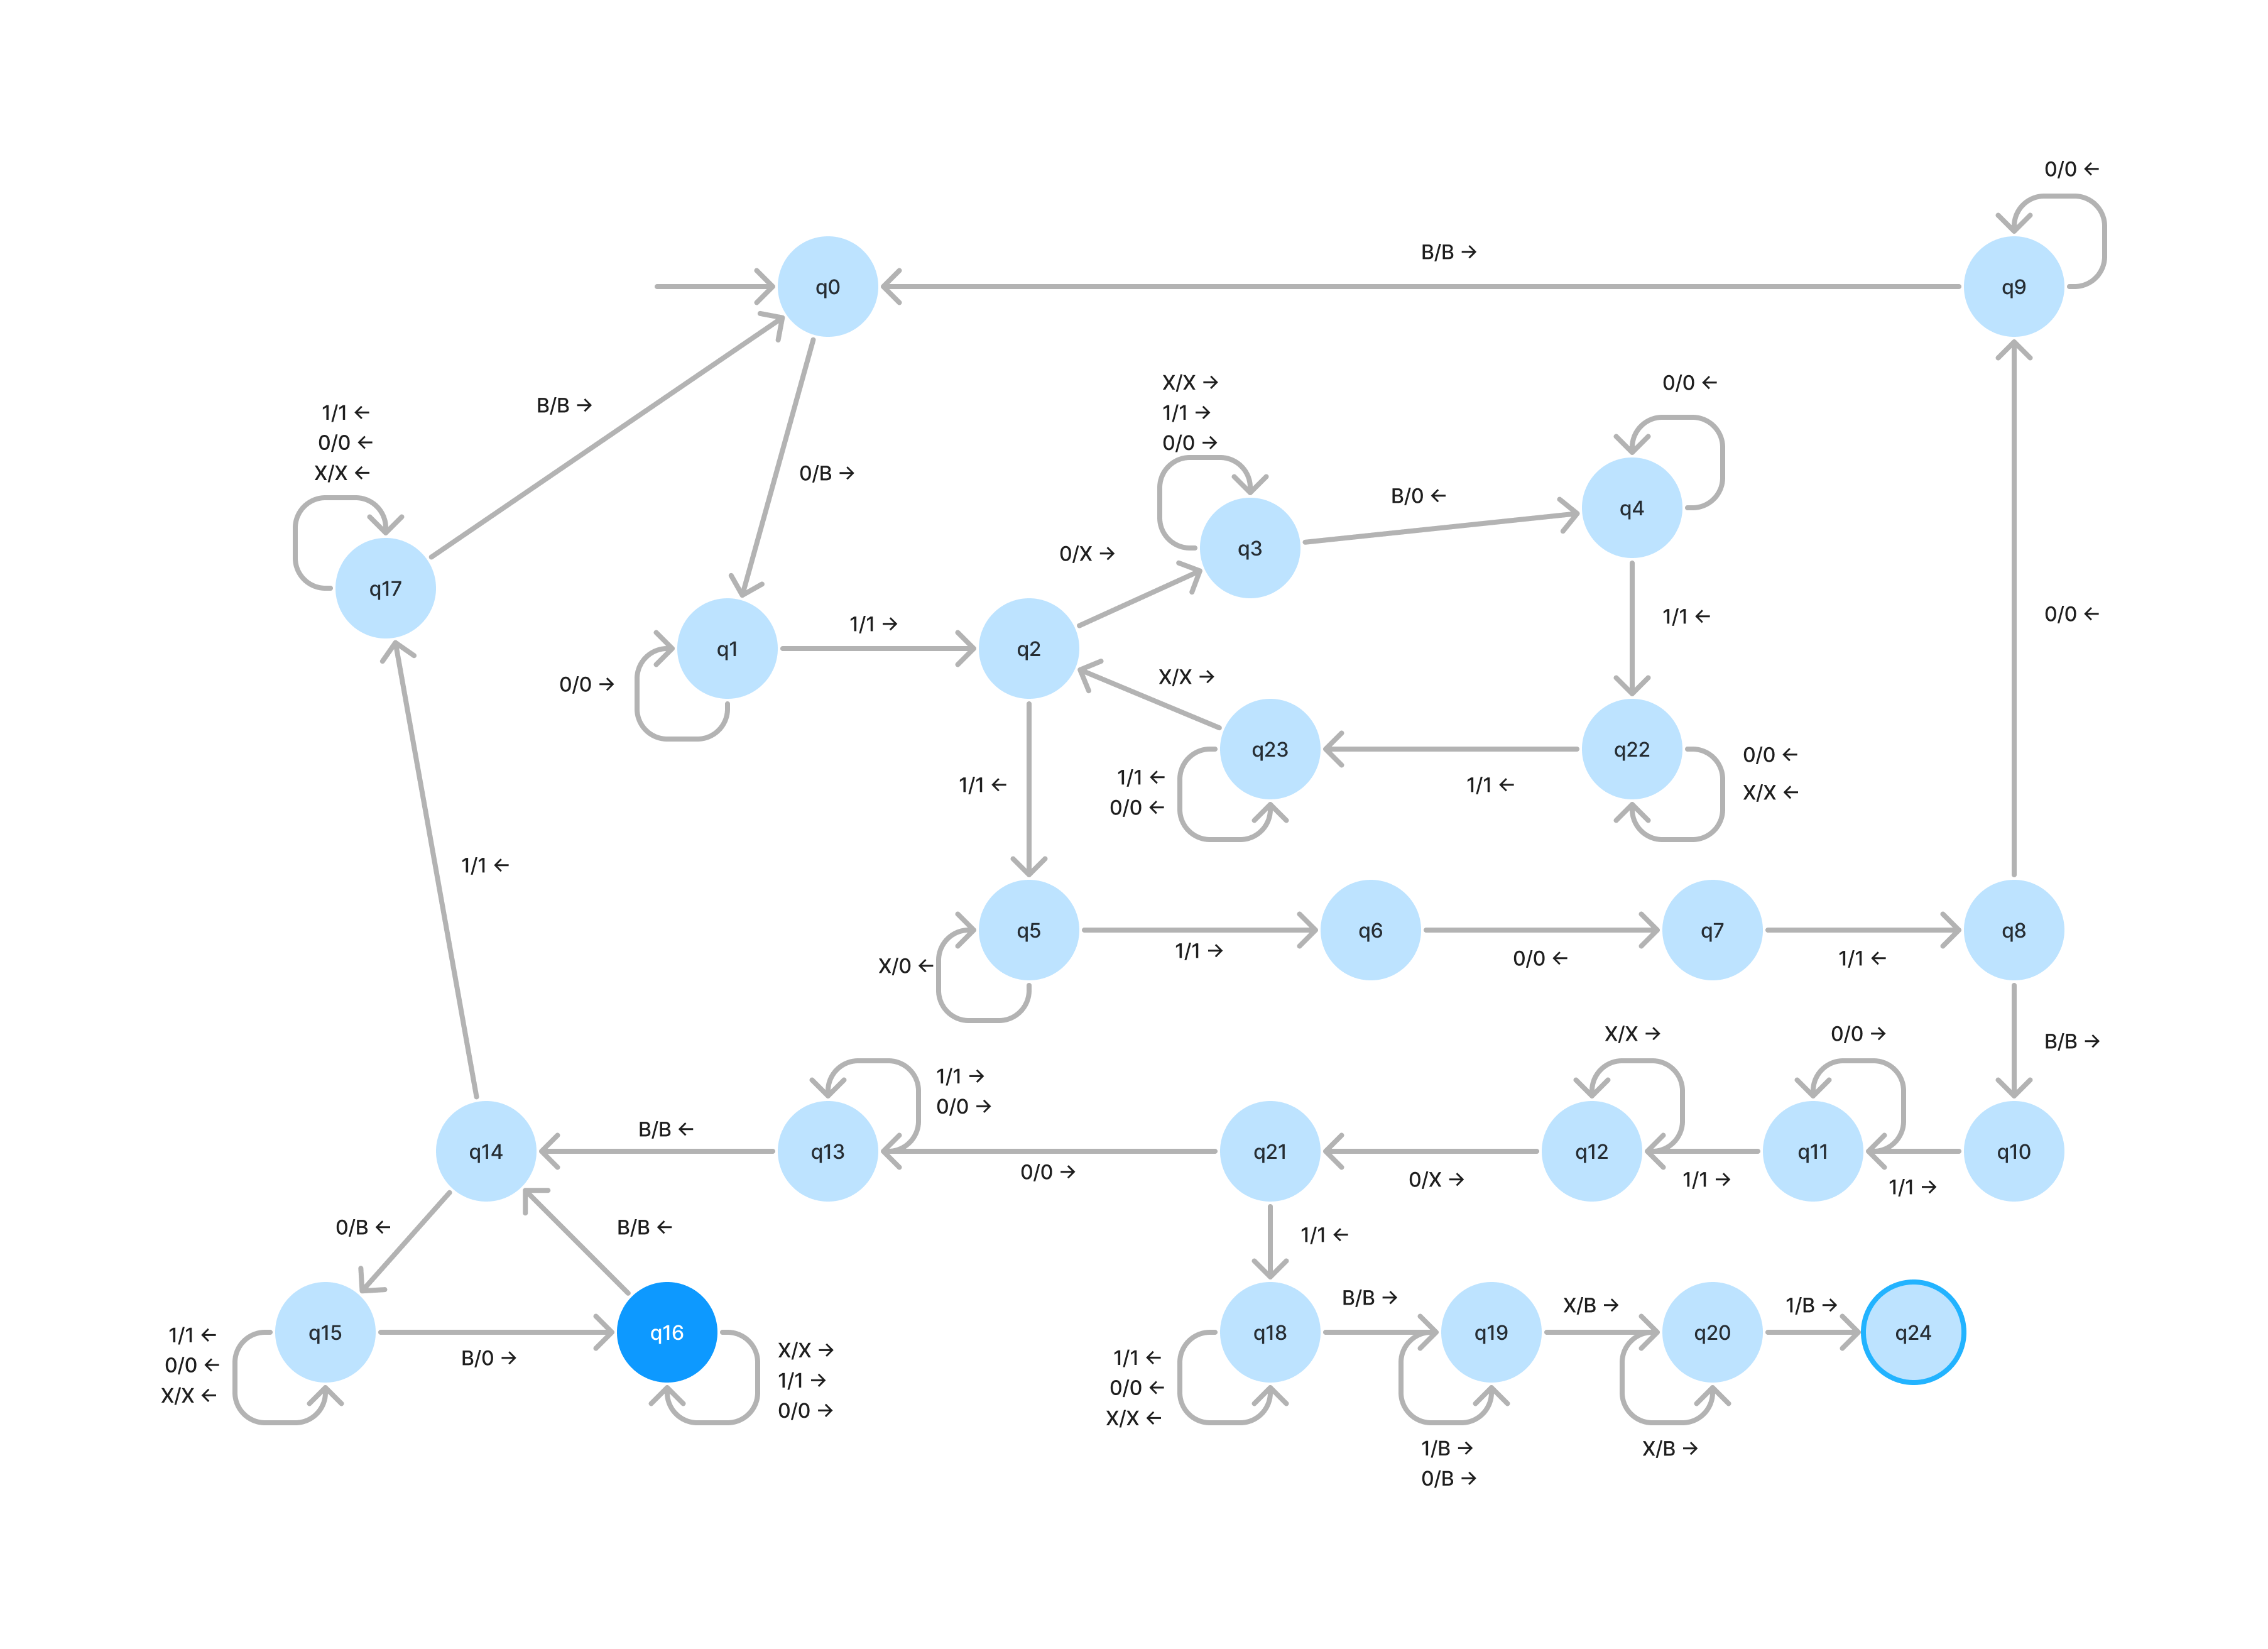 0/0 ←
B/B →
q0
q9
X/X →
1/1 →
0/0 →
0/0 ←
1/1 ←
0/0 ←
X/X ←
B/B →
0/B →
B/0 ←
q4
0/X →
q3
q17
1/1 →
1/1 ←
0/0 ←
q1
q2
X/X →
0/0 →
q23
q22
0/0 ←
X/X ←
1/1 ←
1/1 ←
0/0 ←
1/1 ←
1/1 ←
q5
q6
q7
q8
X/0 ←
1/1 →
0/0 ←
1/1 ←
X/X →
0/0 →
B/B →
1/1 →
0/0 →
B/B ←
q14
q13
q21
q12
q11
q10
0/0 →
0/X →
1/1 →
1/1 →
0/B ←
B/B ←
1/1 ←
B/B →
X/B →
1/B →
q15
q16
q18
q19
q20
q24
1/1 ←
0/0 ←
X/X ←
B/0 →
X/X →
1/1 →
0/0 →
1/1 ←
0/0 ←
X/X ←
1/B →
0/B →
X/B →